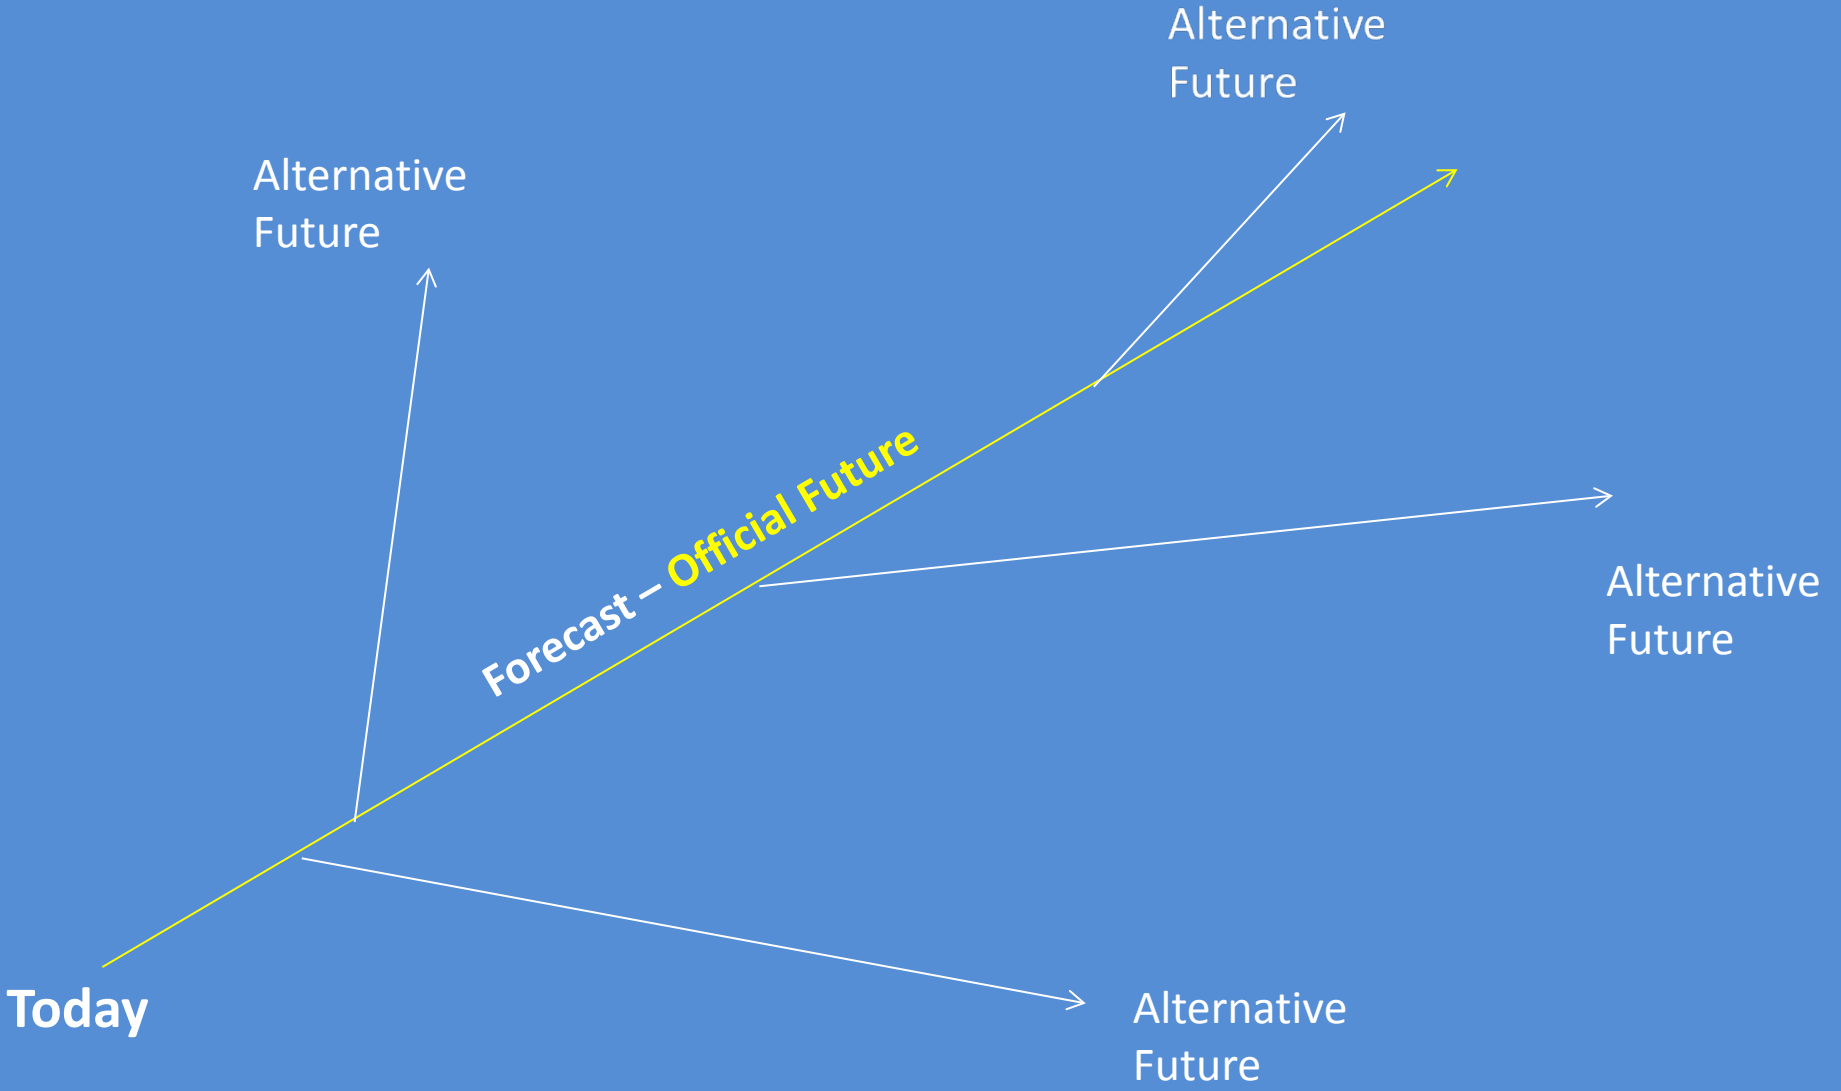 Alternative
Future
Alternative
Future
Forecast – Official Future
Alternative
Future
Today
Alternative
Future